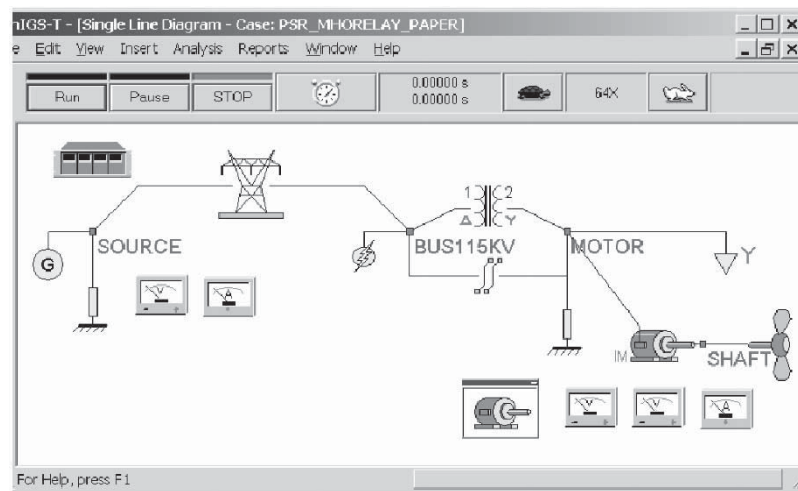 nIGS-T - [Single Line Diagram - Case: PSR_MHORELAY_PAPER]
e Edit View Insert Analysis Reports Window Help
Run Pause STOP 0.00000 s 64X
0.00000 s
1 2
Δ Y
SOURCE BUS115KV MOTOR Y
G
V A
IM SHAFT
V V A
For Help, press F1